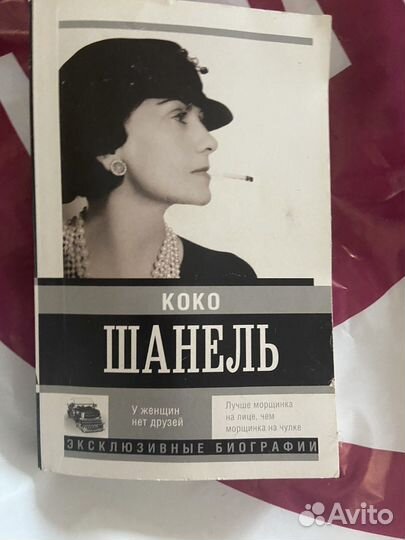 КОКО
ШАНЕЛЬ
У женщин
нет друзей
Лучше морщинка
на лице, чем
морщинка на чулке
ЭКСКЛЮЗИВНЫЕ БИОГРАФИИ
Avito